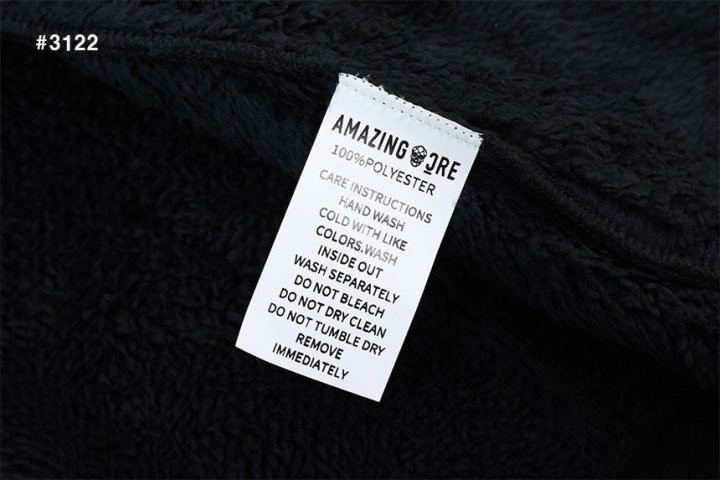 #3122
AMAZING ORE
100%POLYESTER
CARE INSTRUCTIONS
HAND WASH
COLD WITH LIKE
COLORS.WASH
INSIDE OUT
WASH SEPARATELY
DO NOT BLEACH
DO NOT DRY CLEAN
DO NOT TUMBLE DRY
REMOVE
IMMEDIATELY